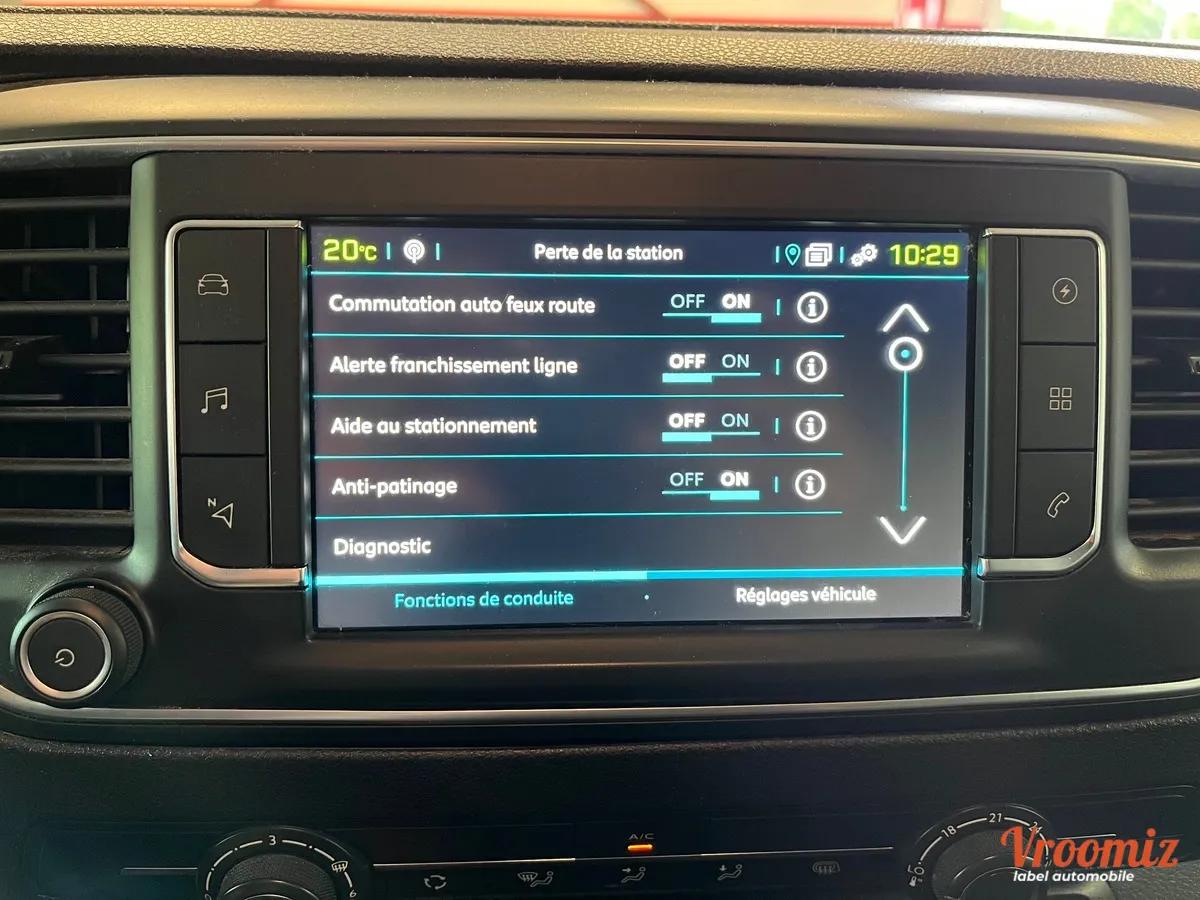 20°C Perte de la station 10:29
Commutation auto feux route OFF ON
Alerte franchissement ligne OFF ON
Aide au stationnement OFF ON
Anti-patinage OFF ON
Diagnostic
Fonctions de conduite Réglages véhicule
N
A/C
3
6
18 21
Vroomiz
label automobile